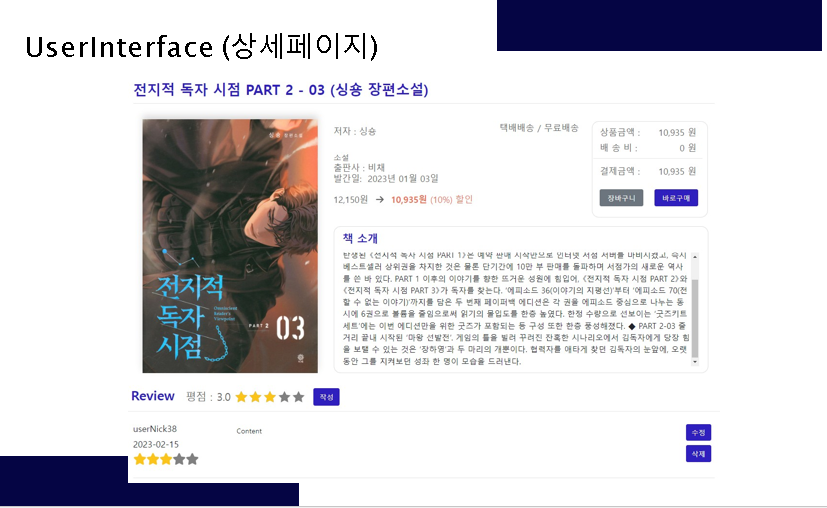 UserInterface (상세페이지)
전지적 독자 시점 PART 2 - 03 (싱숑 장편소설)
저자 : 싱숑
택배배송 / 무료배송
소설
출판사 : 비채
발간일: 2023년 01월 03일
12,150원 → 10,935원 (10%) 할인
상품금액 : 10,935 원
배 송 비 : 0 원
결제금액 : 10,935 원
장바구니 바로구매
전지적
독자
시점
Omniscient
Reader's
Viewpoint
PART 2 03
책 소개
탄생된 《전지적 독자 시점 PART 1》은 예약 판매 시작만으로 인터넷 서점 서버를 마비시켰고, 즉시
베스트셀러 상위권을 차지한 것은 물론 단기간에 10만 부 판매를 돌파하며 서점가의 새로운 역사
를 쓴 바 있다. PART 1 이후의 이야기를 향한 뜨거운 성원에 힘입어, 《전지적 독자 시점 PART 2》와
《전지적 독자 시점 PART 3》가 독자를 찾는다. '에피소드 36(이야기의 지평선)'부터 '에피소드 70(전
할 수 없는 이야기)'까지를 담은 두 번째 페이퍼백 에디션은 각 권을 에피소드 중심으로 나누는 동
시에 6권으로 볼륨을 줄임으로써 읽기의 몰입도를 한층 높였다. 한정 수량으로 선보이는 '굿즈키트
세트'에는 이번 에디션만을 위한 굿즈가 포함되는 등 구성 또한 한층 풍성해졌다. ◆ PART 2-03 줄
거리 끝내 시작된 '마왕 선발전'. 게임의 틀을 빌려 꾸려진 잔혹한 시나리오에서 김독자에게 당장 힘
을 보탤 수 있는 것은 '장하영'과 두 마리의 개뿐이다. 협력자를 애타게 찾던 김독자의 눈앞에, 오랫
동안 그를 지켜보던 성좌 한 명이 모습을 드러낸다.
Review 평점 : 3.0 작성
userNick38
Content
2023-02-15
수정
삭제